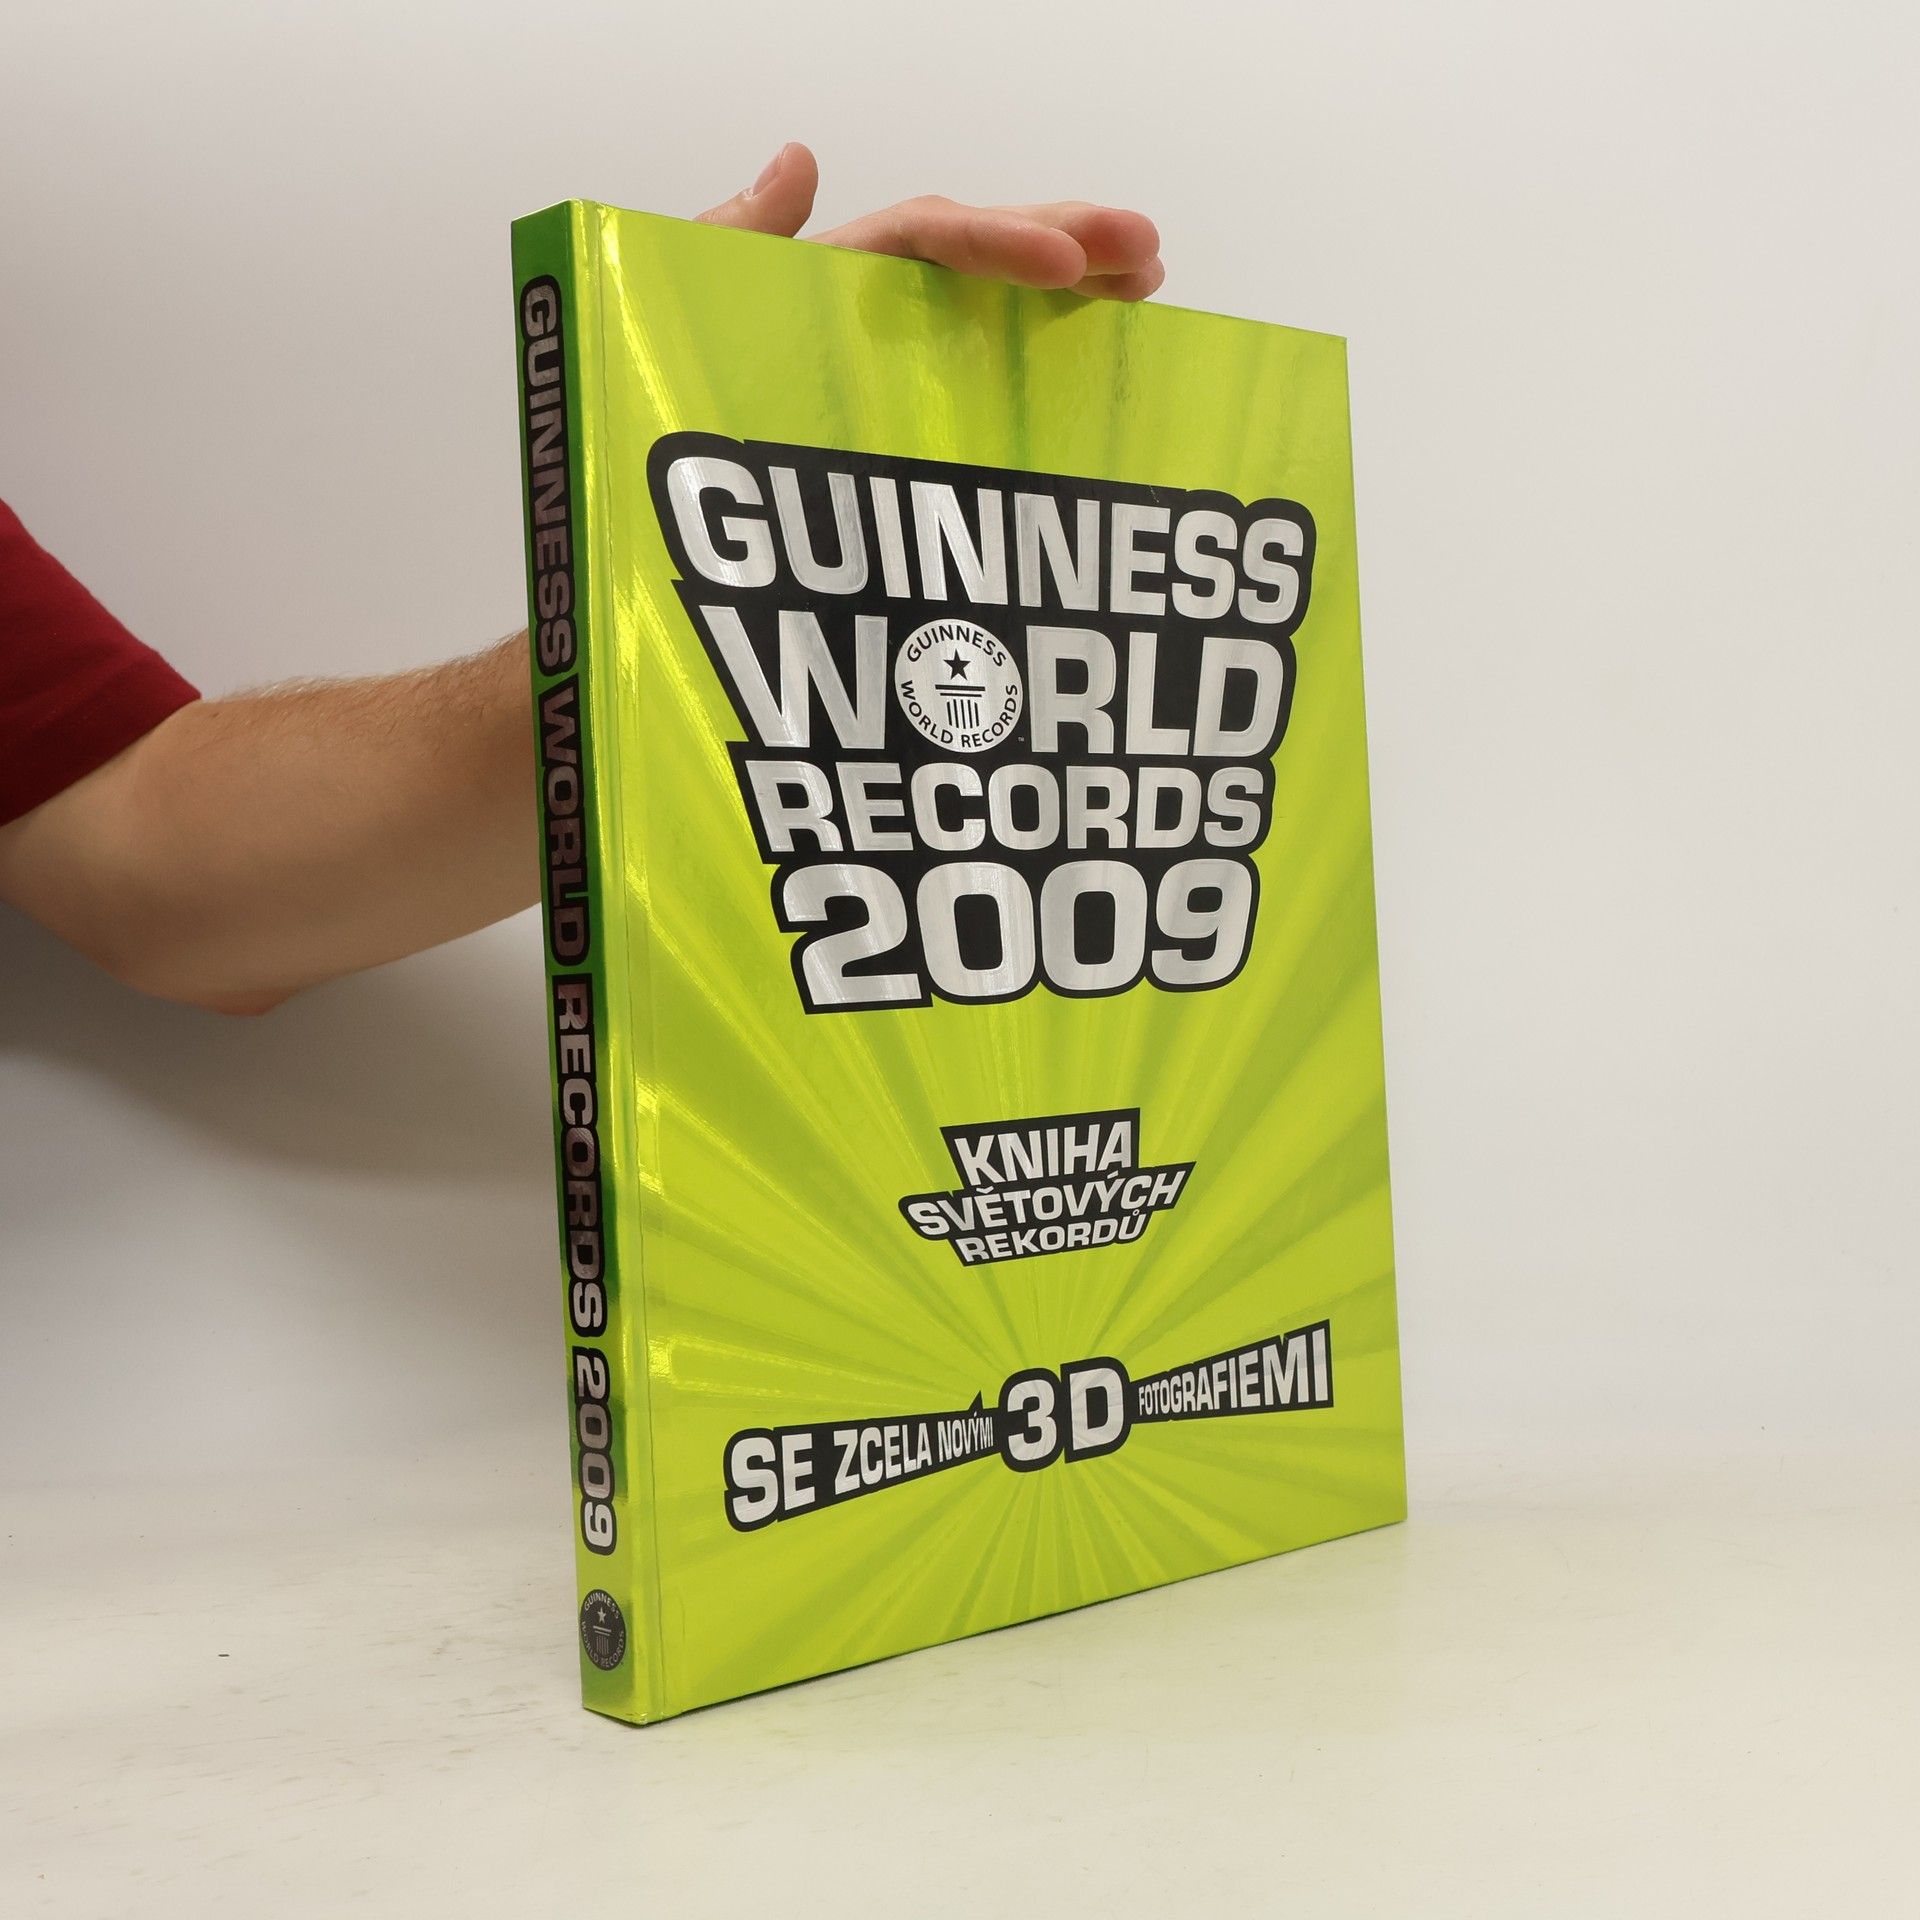 GUINNESS WORLD RECORDS 2009
GUINNESS WORLD RECORDS
GUINNESS
WORLD
GUINNESS WORLD RECORDS™
RECORDS
2009
KNIHA
SVĚTOVÝCH
REKORDŮ
SE ZCELA NOVÝMI 3D FOTOGRAFIEMI